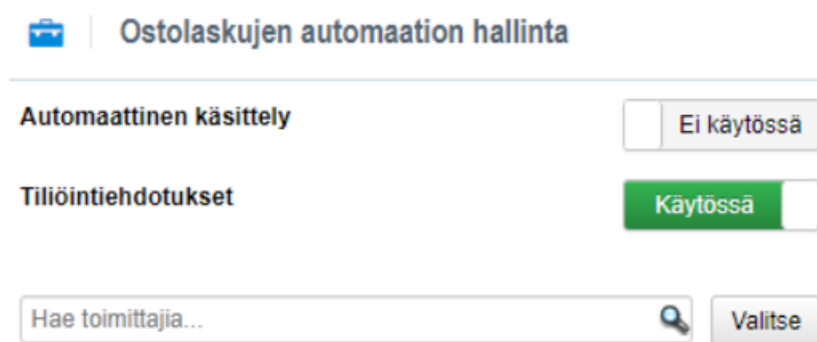 Ostolaskujen automaation hallinta
Automaattinen käsittely
Ei käytössä
Tiliöintiehdotukset
Käytössä
Hae toimittajia...
Valitse